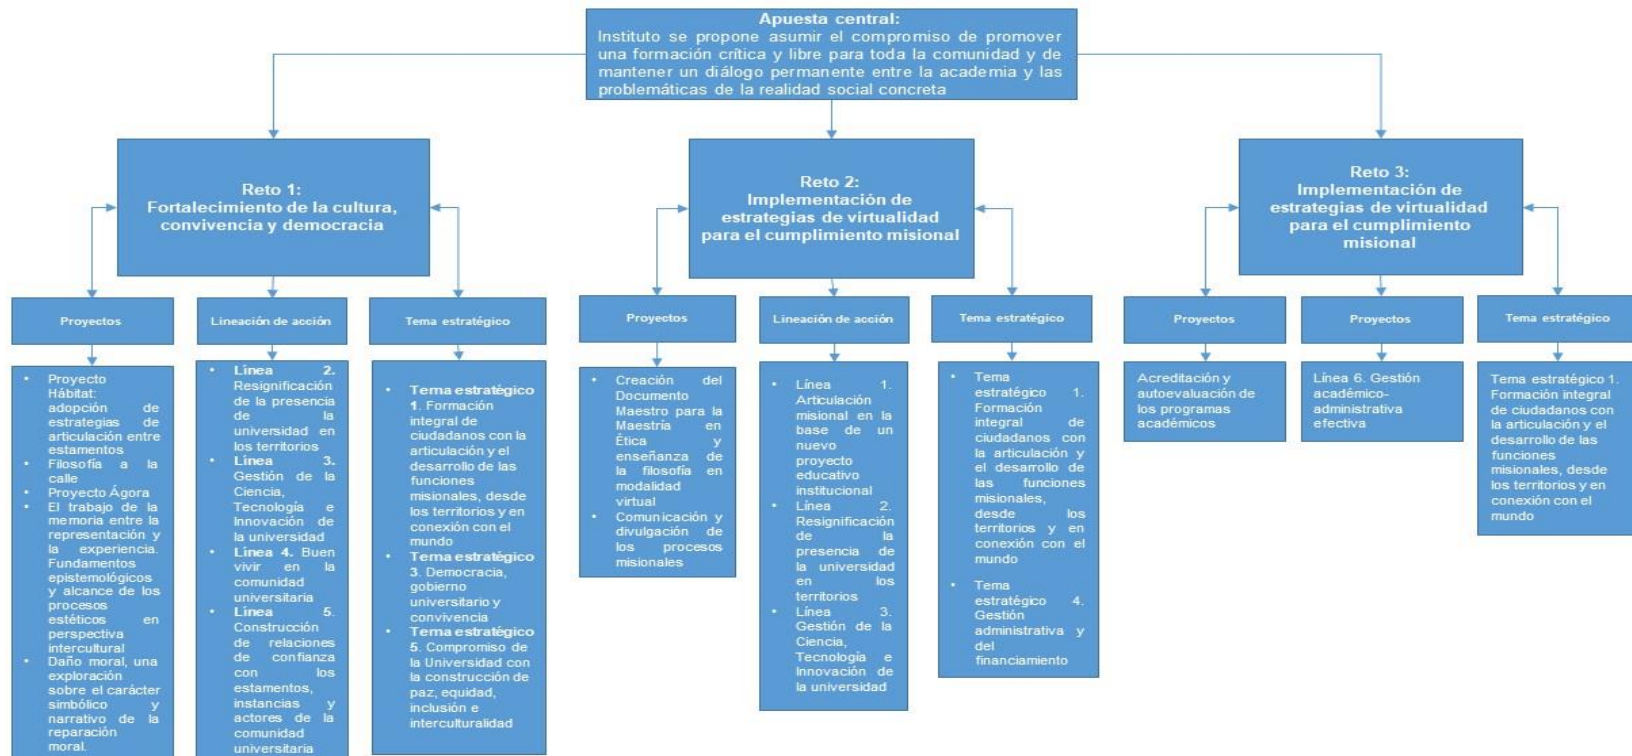 Apuesta central:
Instituto se propone asumir el compromiso de promover
una formación crítica y libre para toda la comunidad y de
mantener un diálogo permanente entre la academia y las
problemáticas de la realidad social concreta
Reto 1:
Fortalecimiento de la cultura,
convivencia y democracia
Reto 2:
Implementación de
estrategias de virtualidad
para el cumplimiento misional
Reto 3:
Implementación de
estrategias de virtualidad
para el cumplimiento
misional
Proyectos
Lineación de acción
Tema estratégico
Proyectos
Lineación de acción
Tema estratégico
Proyectos
Proyectos
Tema estratégico
• Proyecto
Hábitat:
adopción de
estrategias de
articulación entre
estamentos
• Filosofía a la
calle
• Proyecto Ágora
• El trabajo de la
memoria entre la
representación y
la experiencia.
Fundamentos
epistemológicos
y alcance de los
procesos
estéticos en
perspectiva
intercultural
• Daño moral, una
exploración
sobre el carácter
simbólico y
narrativo de la
reparación
moral.
• Línea 2.
Resignificación
de la presencia
de la
universidad en
los territorios
• Línea 3.
Gestión de la
Ciencia,
Tecnología e
Innovación de
la universidad
• Línea 4. Buen
vivir en la
comunidad
universitaria
• Línea 5.
Construcción
de relaciones
de confianza
con los
estamentos,
instancias y
actores de la
comunidad
universitaria
• Tema estratégico
1. Formación
integral de
ciudadanos con la
articulación y el
desarrollo de las
funciones
misionales, desde
los territorios y en
conexión con el
mundo
• Tema estratégico
3. Democracia,
gobierno
universitario y
convivencia
• Tema estratégico
5. Compromiso de
la Universidad con
la construcción de
paz, equidad,
inclusión e
interculturalidad
• Creación del
Documento
Maestro para la
Maestría en
Ética y
enseñanza de
la filosofía en
modalidad
virtual
• Comunicación y
divulgación de
los procesos
misionales
• Línea 1.
Articulación
misional en la
base de un
nuevo
proyecto
educativo
institucional
• Línea 2.
Resignificación
de la
presencia de
la universidad
en los
territorios
• Línea 3.
Gestión de la
Ciencia,
Tecnología e
Innovación de
la universidad
• Tema
estratégico 1.
Formación
integral de
ciudadanos con
la articulación y
el desarrollo de
las funciones
misionales,
desde los
territorios y en
conexión con el
mundo
• Tema
estratégico 4.
Gestión
administrativa y
del
financiamiento
Acreditación y
autoevaluación de
los programas
académicos
Línea 6. Gestión
académico-
administrativa
efectiva
Tema estratégico 1.
Formación integral de
ciudadanos con
la articulación y el
desarrollo de las
funciones
misionales, desde
los territorios y en
conexión con el
mundo